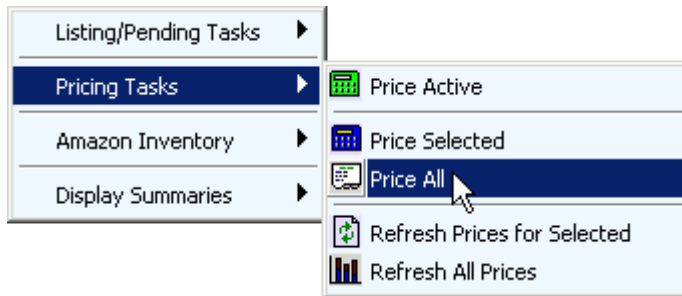 Listing/Pending Tasks
Pricing Tasks
Amazon Inventory
Display Summaries
Price Active
Price Selected
Price All
Refresh Prices for Selected
Refresh All Prices